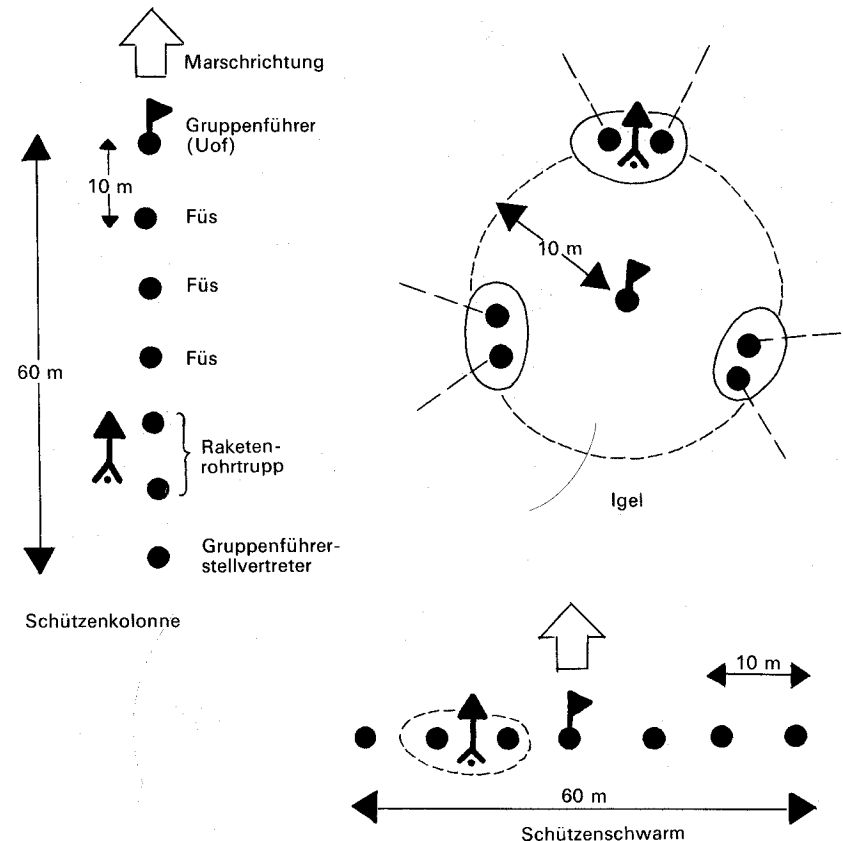 Marschrichtung
Gruppenführer
(Uof)
10 m
Füs
Füs
Füs
60 m
Raketen-
rohrtrupp
Gruppenführer-
stellvertreter
Schützenkolonne
10 m
Igel
10 m
60 m
Schützenschwarm